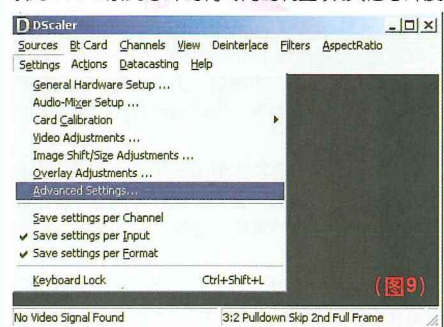 DScaler
Sources Bt Card Channels View Deinterlace Filters AspectRatio
Settings Actions Datacasting Help
General Hardware Setup ...
Audio-Mixer Setup ...
Card Calibration
Video Adjustments ...
Image Shift/Size Adjustments ...
Overlay Adjustments ...
Advanced Settings...
Save settings per Channel
Save settings per Input
Save settings per Format
Keyboard Lock Ctrl+Shift+L
(图9)
No Video Signal Found 3:2 Pulldown Skip 2nd Full Frame